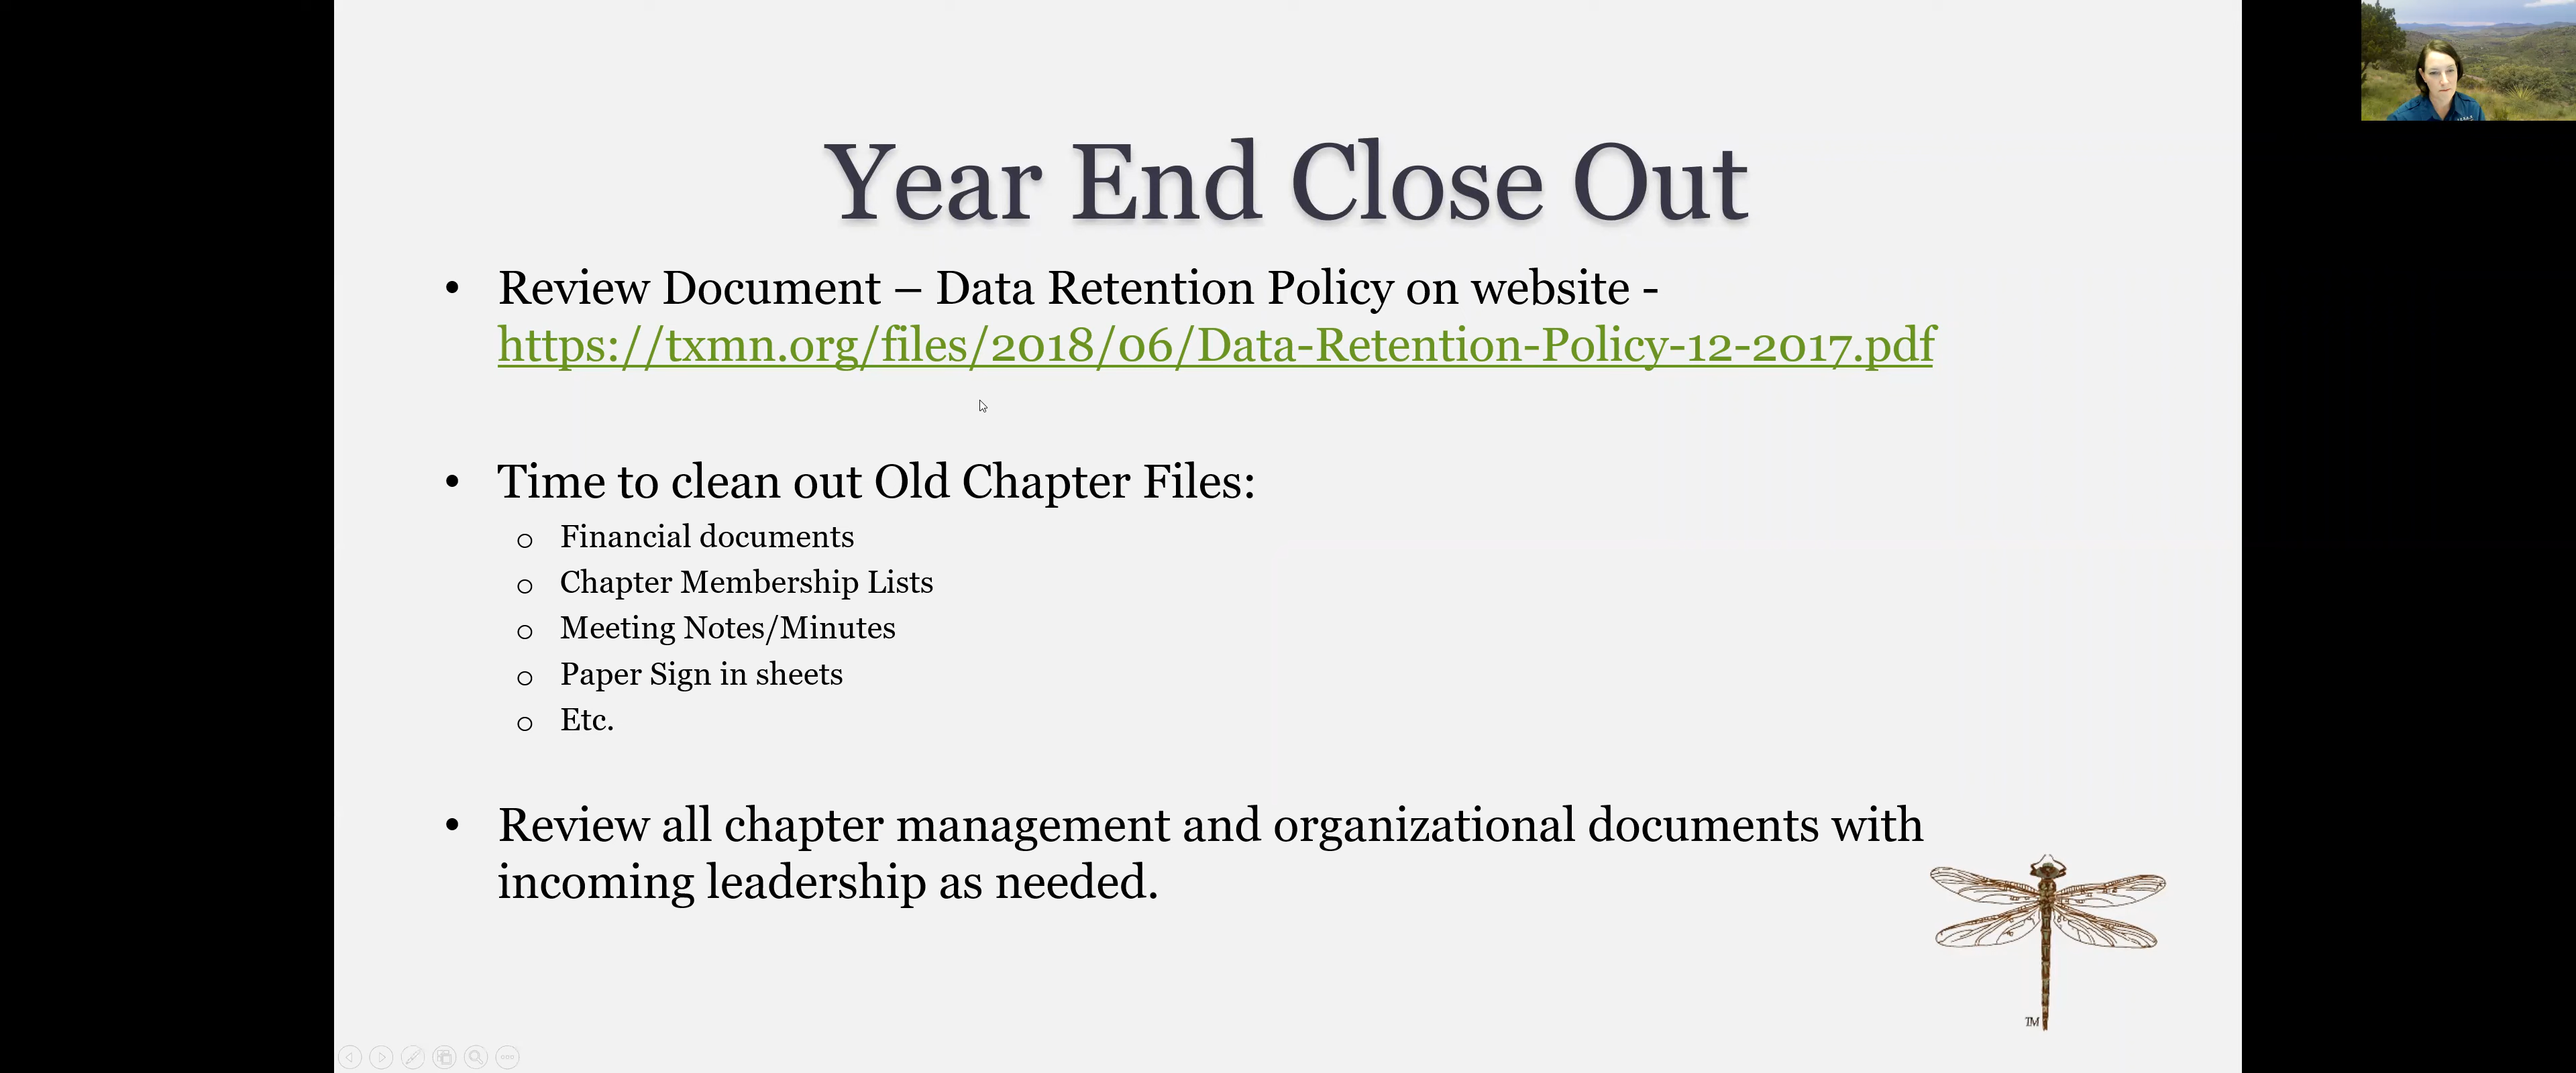 Year End Close Out
• Review Document – Data Retention Policy on website -
https://txmn.org/files/2018/06/Data-Retention-Policy-12-2017.pdf
• Time to clean out Old Chapter Files:
o Financial documents
o Chapter Membership Lists
o Meeting Notes/Minutes
o Paper Sign in sheets
o Etc.
• Review all chapter management and organizational documents with
incoming leadership as needed.
TM